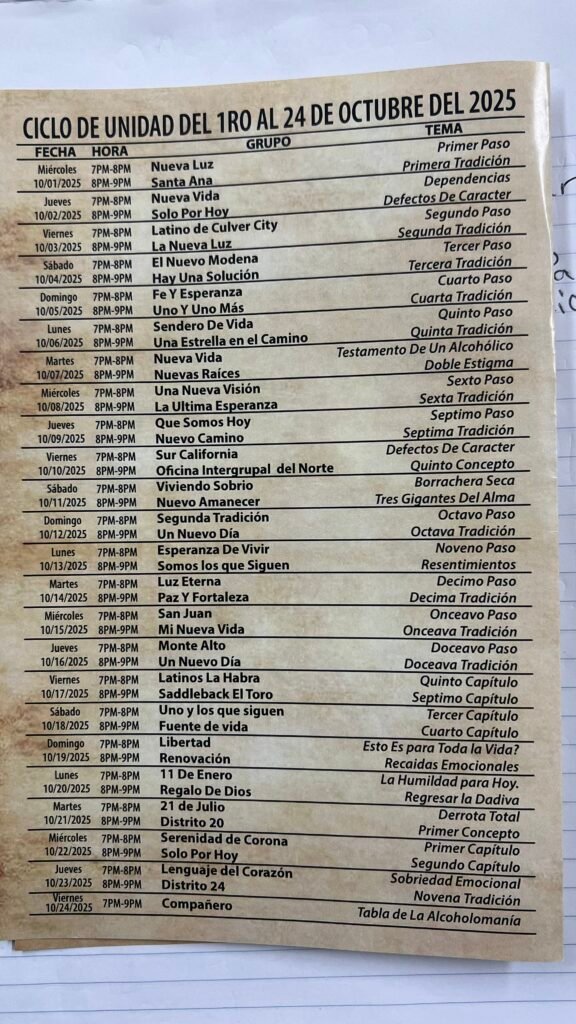 CICLO DE UNIDAD DEL 1RO AL 24 DE OCTUBRE DEL 2025
FECHA HORA GRUPO TEMA
Miércoles 7PM-8PM Nueva Luz Primer Paso
10/01/2025 8PM-9PM Santa Ana Primera Tradición
Jueves 7PM-8PM Nueva Vida Dependencias
10/02/2025 8PM-9PM Solo Por Hoy Defectos De Caracter
Viernes 7PM-8PM Latino de Culver City Segundo Paso
10/03/2025 8PM-9PM La Nueva Luz Segunda Tradición
Sábado 7PM-8PM El Nuevo Modena Tercer Paso
10/04/2025 8PM-9PM Hay Una Solución Tercera Tradición
Domingo 7PM-8PM Fe Y Esperanza Cuarto Paso
10/05/2025 8PM-9PM Uno Y Uno Más Cuarta Tradición
Lunes 7PM-8PM Sendero De Vida Quinto Paso
10/06/2025 8PM-9PM Una Estrella en el Camino Quinta Tradición
Martes 7PM-8PM Nueva Vida Testamento De Un Alcohólico
10/07/2025 8PM-9PM Nuevas Raíces Doble Estigma
Miércoles 7PM-8PM Una Nueva Visión Sexto Paso
10/08/2025 8PM-9PM La Ultima Esperanza Sexta Tradición
Jueves 7PM-8PM Que Somos Hoy Septimo Paso
10/09/2025 8PM-9PM Nuevo Camino Septima Tradición
Viernes 7PM-8PM Sur California Defectos De Caracter
10/10/2025 8PM-9PM Oficina Intergrupal del Norte Quinto Concepto
Sábado 7PM-8PM Viviendo Sobrio Borrachera Seca
10/11/2025 8PM-9PM Nuevo Amanecer Tres Gigantes Del Alma
Domingo 7PM-8PM Segunda Tradición Octavo Paso
10/12/2025 8PM-9PM Un Nuevo Día Octava Tradición
Lunes 7PM-8PM Esperanza De Vivir Noveno Paso
10/13/2025 8PM-9PM Somos los que Siguen Resentimientos
Martes 7PM-8PM Luz Eterna Decimo Paso
10/14/2025 8PM-9PM Paz Y Fortaleza Decima Tradición
Miércoles 7PM-8PM San Juan Onceavo Paso
10/15/2025 8PM-9PM Mi Nueva Vida Onceava Tradición
Jueves 7PM-8PM Monte Alto Doceavo Paso
10/16/2025 8PM-9PM Un Nuevo Día Doceava Tradición
Viernes 7PM-8PM Latinos La Habra Quinto Capítulo
10/17/2025 8PM-9PM Saddleback El Toro Septimo Capítulo
Sábado 7PM-8PM Uno y los que siguen Tercer Capítulo
10/18/2025 8PM-9PM Fuente de vida Cuarto Capítulo
Domingo 7PM-8PM Libertad Esto Es para Toda la Vida?
10/19/2025 8PM-9PM Renovación Recaidas Emocionales
Lunes 7PM-8PM 11 De Enero La Humildad para Hoy.
10/20/2025 8PM-9PM Regalo De Dios Regresar la Dadiva
Martes 7PM-8PM 21 de Julio Derrota Total
10/21/2025 8PM-9PM Distrito 20 Primer Concepto
Miércoles 7PM-8PM Serenidad de Corona Primer Capítulo
10/22/2025 8PM-9PM Solo Por Hoy Segundo Capítulo
Jueves 7PM-8PM Lenguaje del Corazón Sobriedad Emocional
10/23/2025 8PM-9PM Distrito 24 Novena Tradición
Viernes 7PM-9PM Compañero Tabla de La Alcoholomanía
10/24/2025